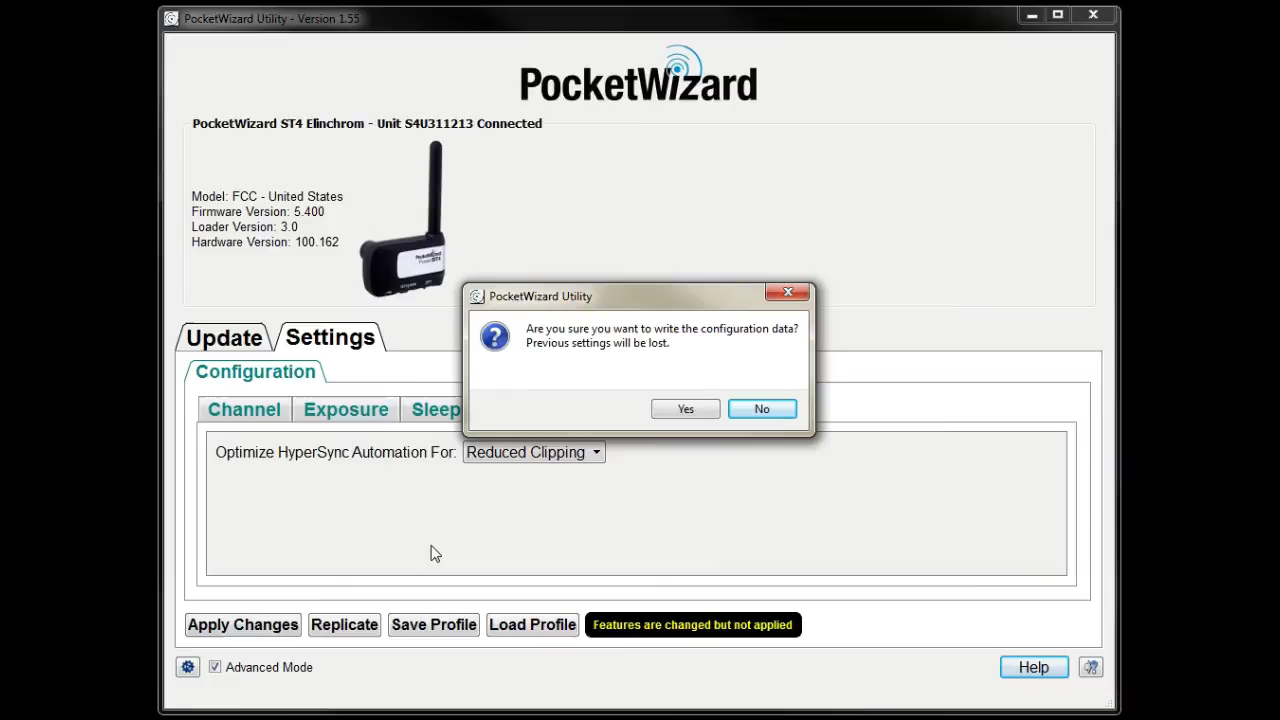 PocketWizard Utility - Version 1.55
PocketWizard
PocketWizard ST4 Elinchrom - Unit S4U311213 Connected
Model: FCC - United States
Firmware Version: 5.400
Loader Version: 3.0
Hardware Version: 100.162
PocketWizard
PocketWizard Utility
Are you sure you want to write the configuration data?
Previous settings will be lost.
Yes
No
Update
Settings
Configuration
Channel
Exposure
Sleep
Optimize HyperSync Automation For:
Reduced Clipping
Apply Changes
Replicate
Save Profile
Load Profile
Features are changed but not applied
Advanced Mode
Help